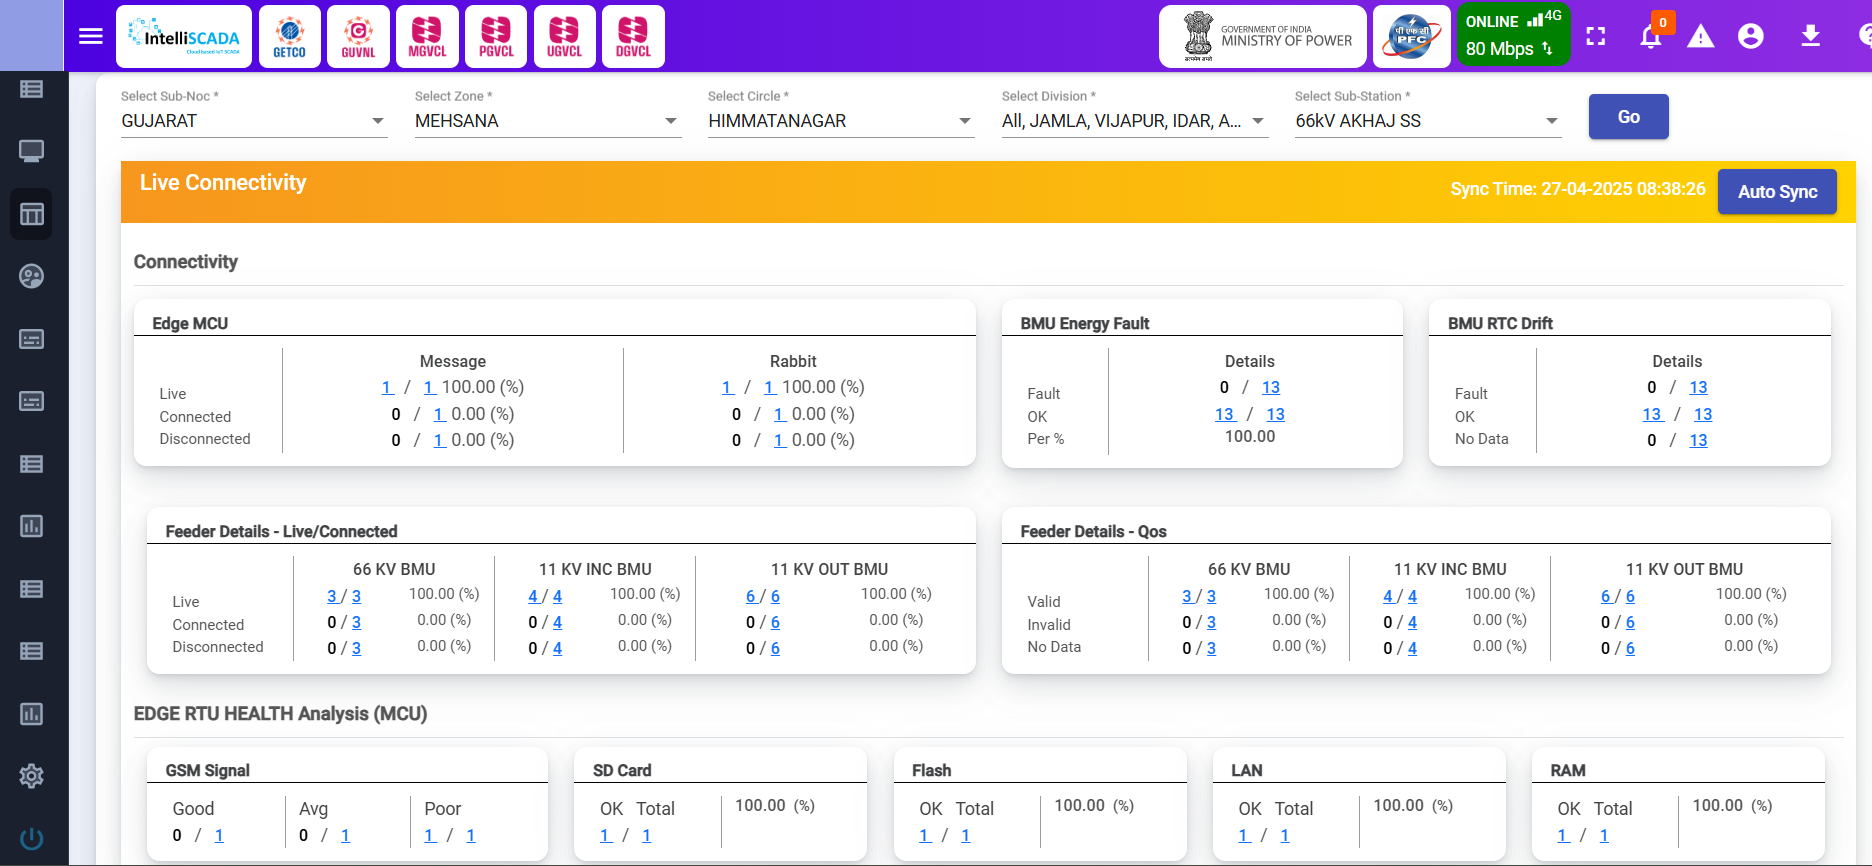 IntelliSCADA
Cloud based IoT SCADA
GETCO
GUVNL
MGVCL
PGVCL
UGVCL
DGVCL
सत्यमेव जयते
GOVERNMENT OF INDIA
MINISTRY OF POWER
पी एफ सी
PFC
ONLINE 4G
80 Mbps
0
Select Sub-Noc *
GUJARAT
Select Zone *
MEHSANA
Select Circle *
HIMMATANAGAR
Select Division *
All, JAMLA, VIJAPUR, IDAR, A...
Select Sub-Station *
66kV AKHAJ SS
Go
Live Connectivity
Sync Time: 27-04-2025 08:38:26
Auto Sync
Connectivity
Edge MCU
Message Rabbit
Live 1 / 1 100.00 (%) 1 / 1 100.00 (%)
Connected 0 / 1 0.00 (%) 0 / 1 0.00 (%)
Disconnected 0 / 1 0.00 (%) 0 / 1 0.00 (%)
BMU Energy Fault
Details
Fault 0 / 13
OK 13 / 13
Per % 100.00
BMU RTC Drift
Details
Fault 0 / 13
OK 13 / 13
No Data 0 / 13
Feeder Details - Live/Connected
66 KV BMU 11 KV INC BMU 11 KV OUT BMU
Live 3 / 3 100.00 (%) 4 / 4 100.00 (%) 6 / 6 100.00 (%)
Connected 0 / 3 0.00 (%) 0 / 4 0.00 (%) 0 / 6 0.00 (%)
Disconnected 0 / 3 0.00 (%) 0 / 4 0.00 (%) 0 / 6 0.00 (%)
Feeder Details - Qos
66 KV BMU 11 KV INC BMU 11 KV OUT BMU
Valid 3 / 3 100.00 (%) 4 / 4 100.00 (%) 6 / 6 100.00 (%)
Invalid 0 / 3 0.00 (%) 0 / 4 0.00 (%) 0 / 6 0.00 (%)
No Data 0 / 3 0.00 (%) 0 / 4 0.00 (%) 0 / 6 0.00 (%)
EDGE RTU HEALTH Analysis (MCU)
GSM Signal
Good Avg Poor
0 / 1 0 / 1 1 / 1
SD Card
OK Total 100.00 (%)
1 / 1
Flash
OK Total 100.00 (%)
1 / 1
LAN
OK Total 100.00 (%)
1 / 1
RAM
OK Total 100.00 (%)
1 / 1